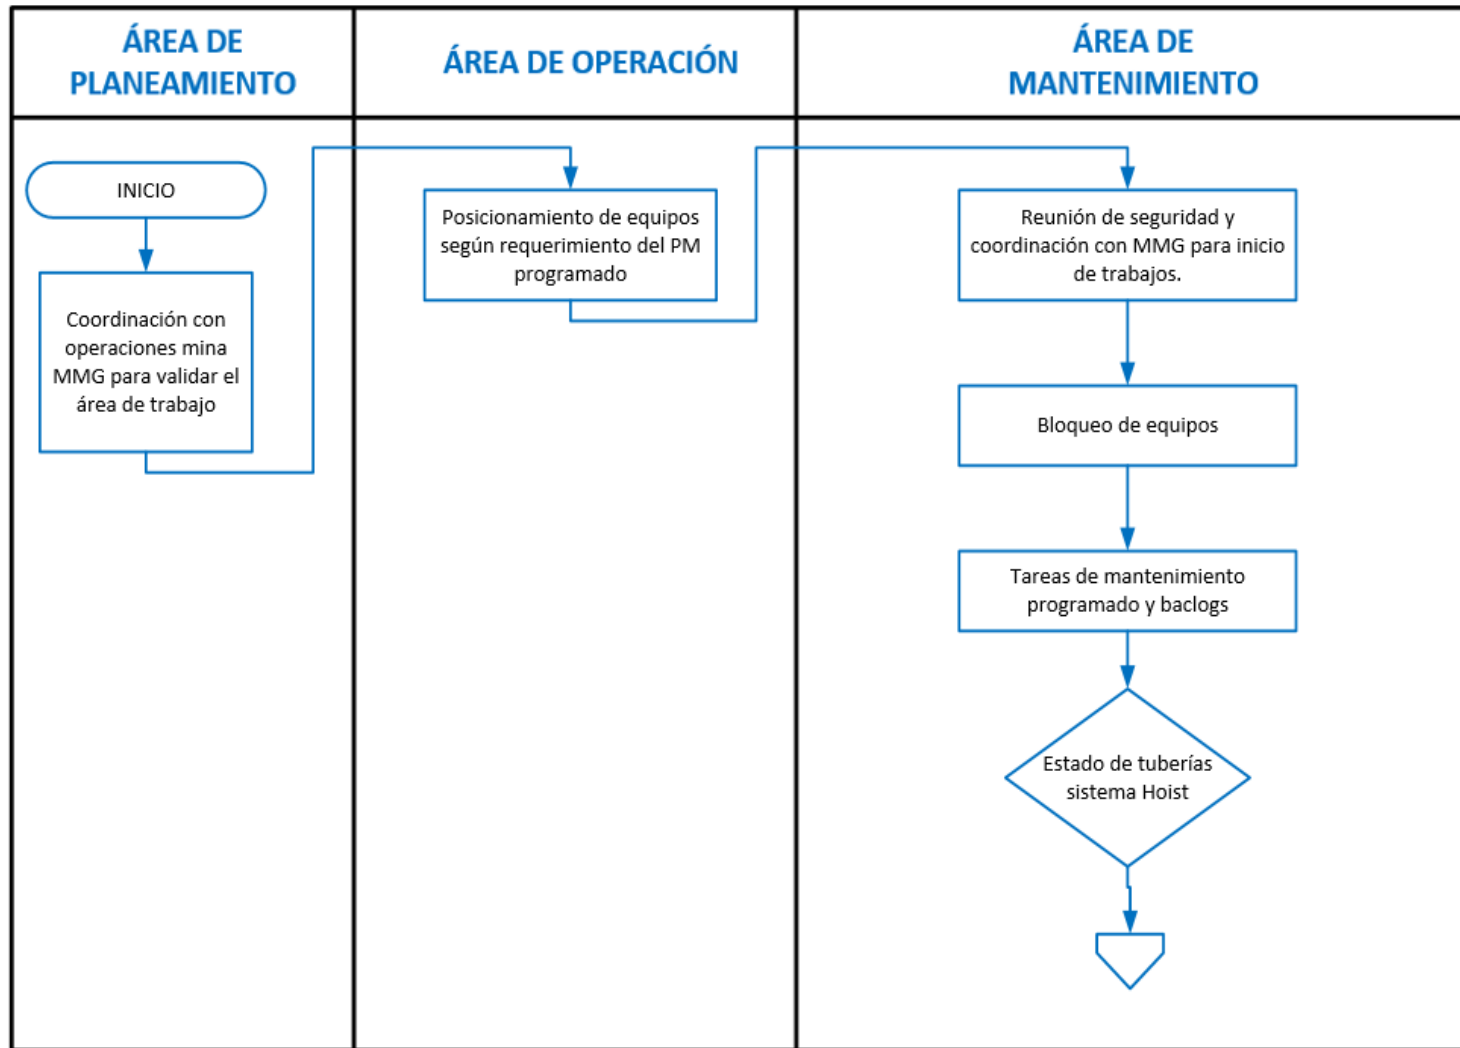 ÁREA DE
PLANEAMIENTO
ÁREA DE OPERACIÓN
ÁREA DE
MANTENIMIENTO
INICIO
Coordinación con
operaciones mina
MMG para validar el
área de trabajo
Posicionamiento de equipos
según requerimiento del PM
programado
Reunión de seguridad y
coordinación con MMG para inicio
de trabajos.
Bloqueo de equipos
Tareas de mantenimiento
programado y baclogs
Estado de tuberías
sistema Hoist